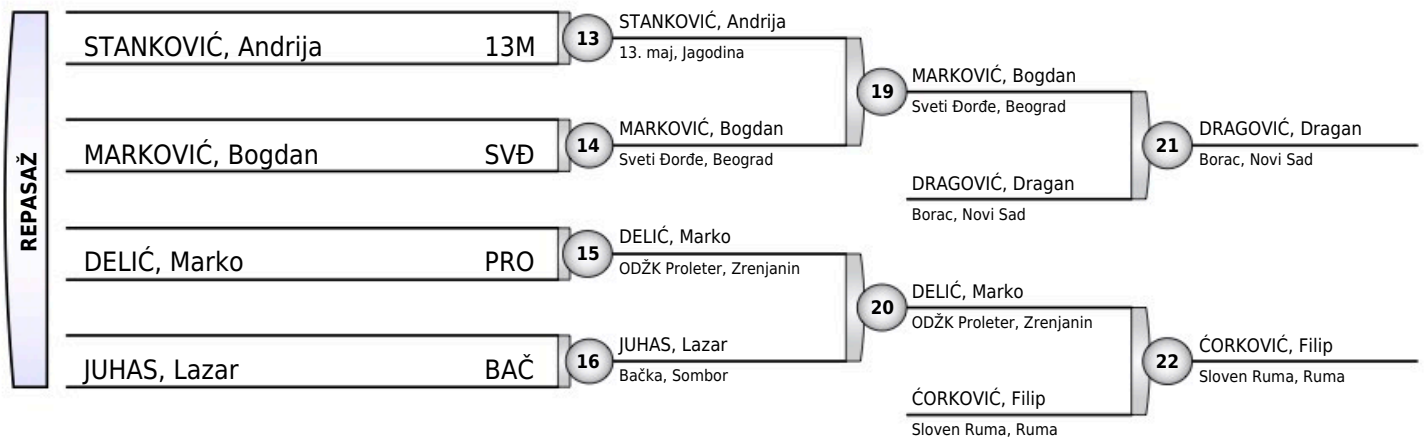 REPASAŽ
STANKOVIĆ, Andrija 13M
MARKOVIĆ, Bogdan SVĐ
DELIĆ, Marko PRO
JUHAS, Lazar BAČ
13
STANKOVIĆ, Andrija
13. maj, Jagodina
14
MARKOVIĆ, Bogdan
Sveti Đorđe, Beograd
15
DELIĆ, Marko
ODŽK Proleter, Zrenjanin
16
JUHAS, Lazar
Bačka, Sombor
19
MARKOVIĆ, Bogdan
Sveti Đorđe, Beograd
DRAGOVIĆ, Dragan
Borac, Novi Sad
20
DELIĆ, Marko
ODŽK Proleter, Zrenjanin
ĆORKOVIĆ, Filip
Sloven Ruma, Ruma
21
DRAGOVIĆ, Dragan
Borac, Novi Sad
22
ĆORKOVIĆ, Filip
Sloven Ruma, Ruma